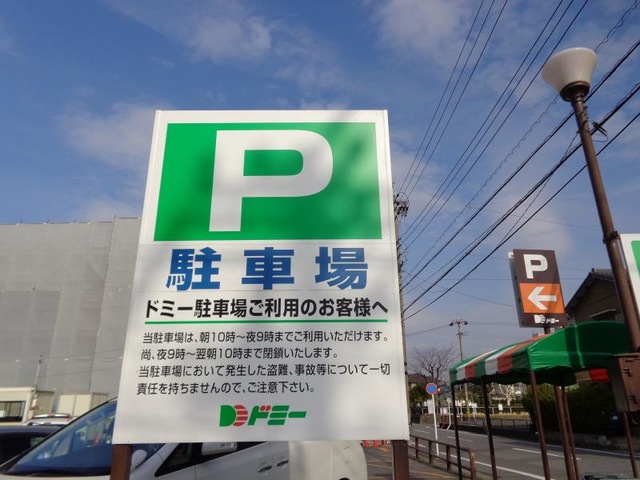 P
駐車場
ドミー駐車場ご利用のお客様へ
当駐車場は、朝10時〜夜9時までご利用いただけます。
尚、夜9時〜翌朝10時まで閉鎖いたします。
当駐車場において発生した盗難、事故等について一切
責任を持ちませんので、ご注意下さい。
ドミー
P
ドミー